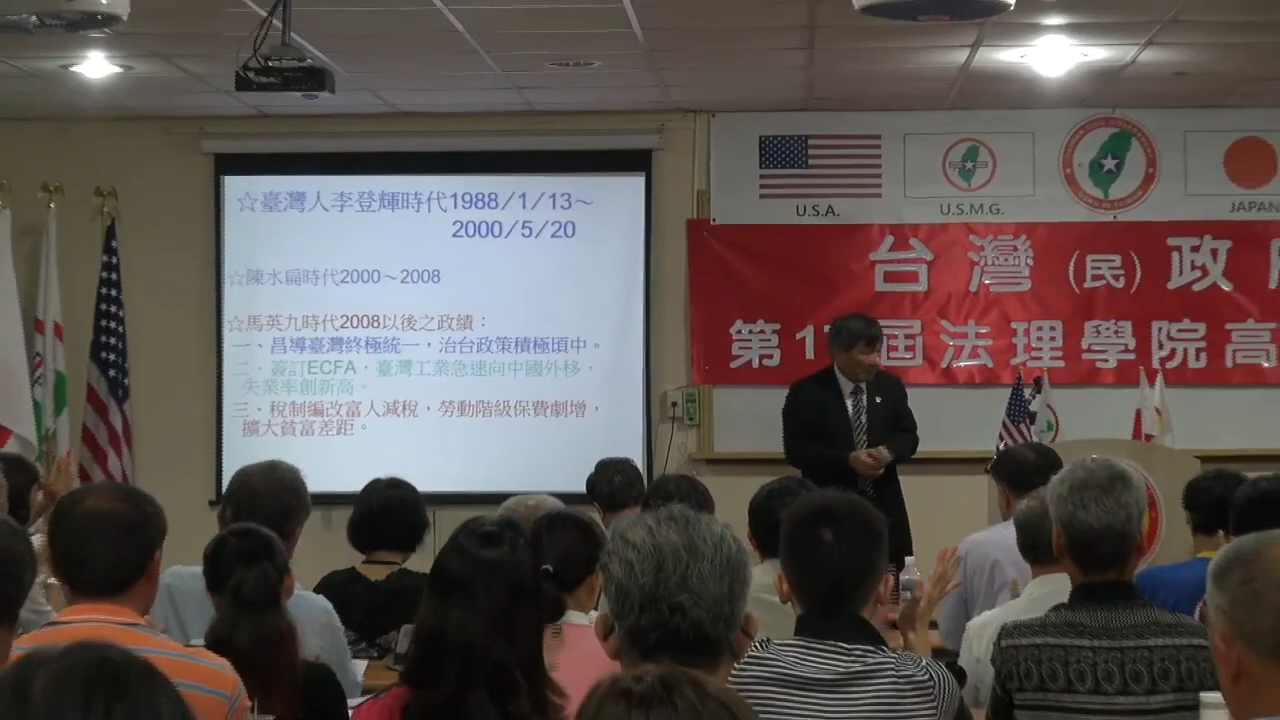 ☆臺灣人李登輝時代1988/1/13～
2000/5/20
☆陳水扁時代2000～2008
☆馬英九時代2008以後之政績：
一、昌導臺灣終極統一，治台政策積極頃中。
二、簽訂ECFA，臺灣工業急速向中國外移，
失業率創新高。
三、稅制編改富人減稅，勞動階級保費劇增，
擴大貧富差距。
U.S.A.
U.S.M.G.
JAPAN
台灣(民)政
第1 屆法理學院高